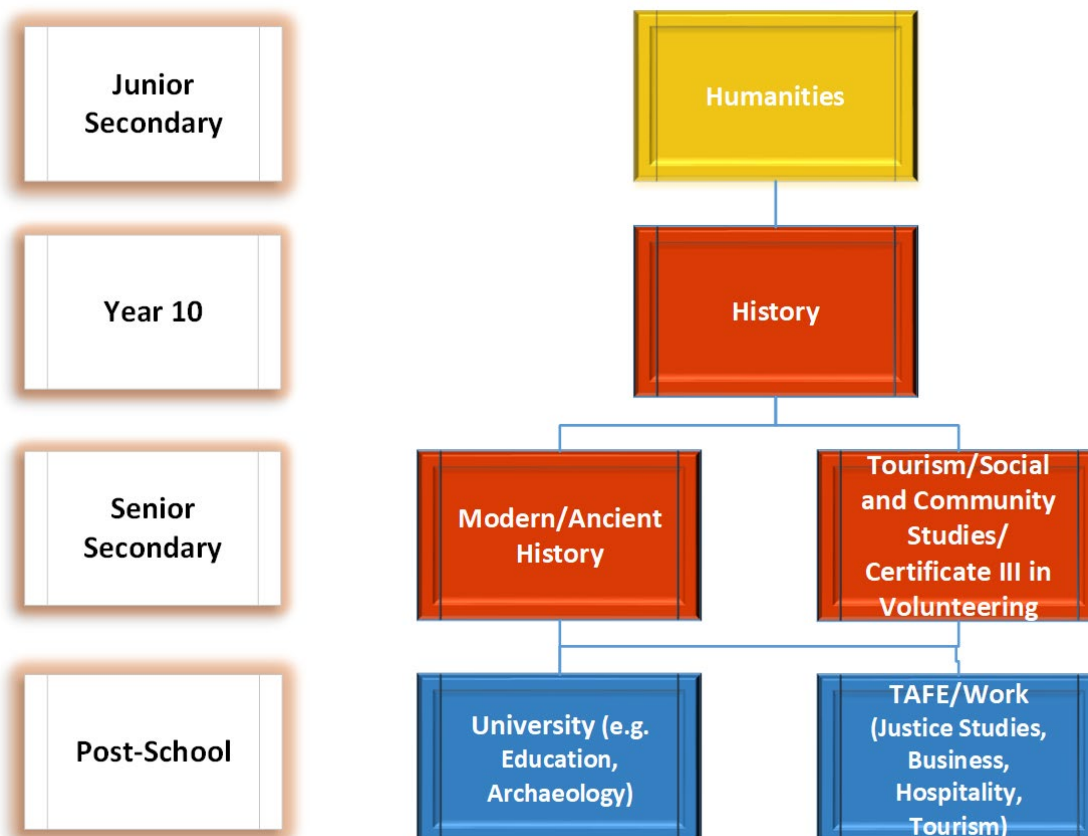 Junior
Secondary
Humanities
Year 10
History
Senior
Secondary
Modern/Ancient
History
Tourism/Social
and Community
Studies/
Certificate III in
Volunteering
Post-School
University (e.g.
Education,
Archaeology)
TAFE/Work
(Justice Studies,
Business,
Hospitality,
Tourism)